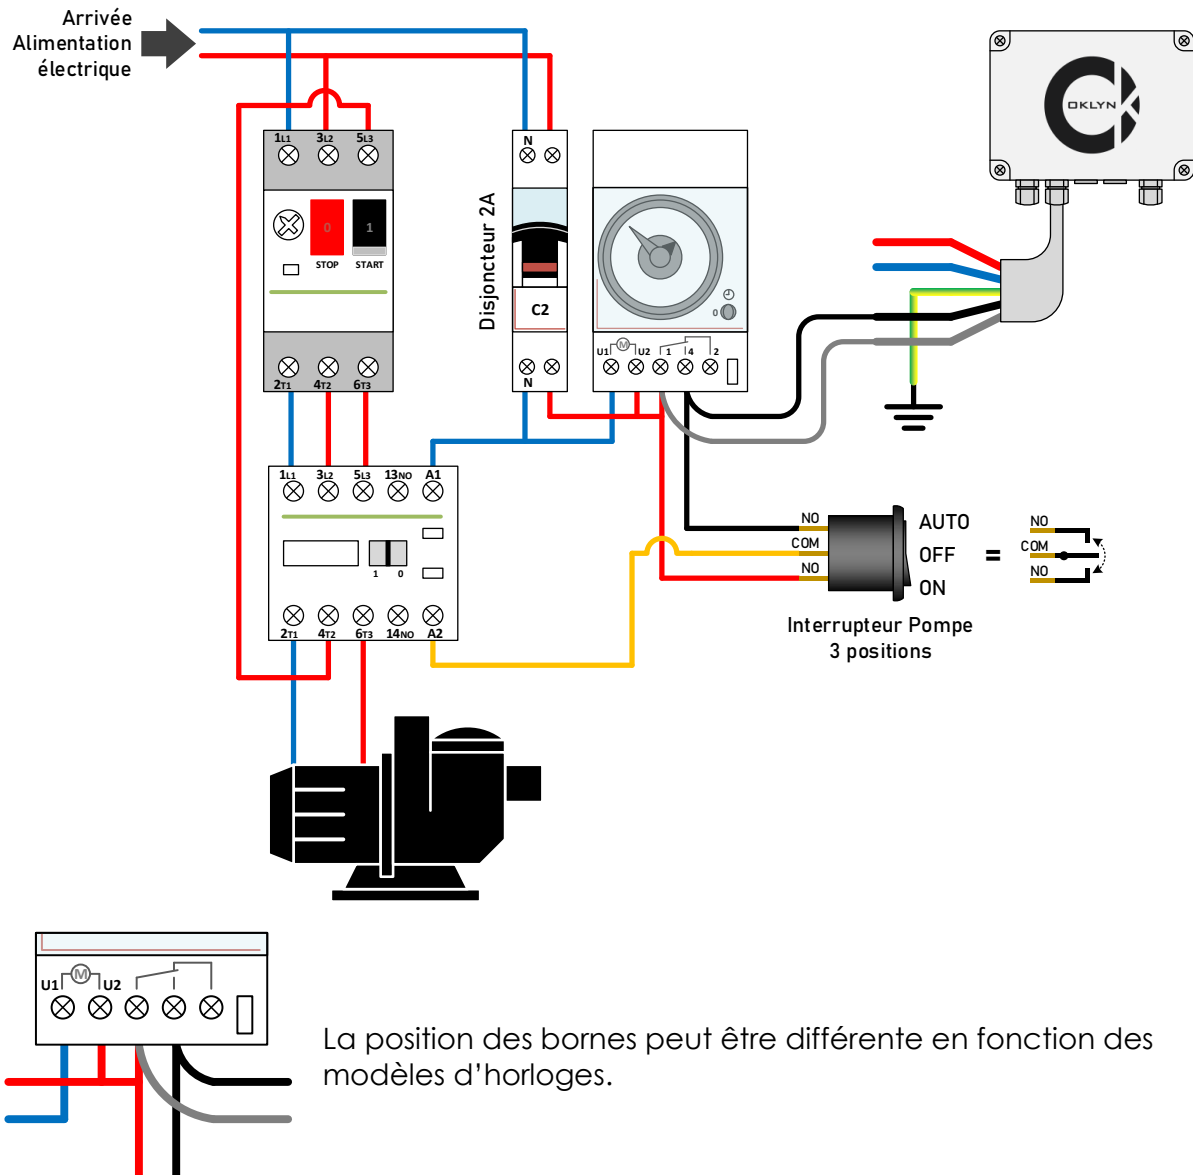 Arrivée
Alimentation
électrique
1L1 3L2 5L3
0 1
STOP START
2T1 4T2 6T3
Disjoncteur 2A
N
C2
N
0
U1 M U2 1 4 2
OKLYN
1L1 3L2 5L3 13NO A1
1 0
2T1 4T2 6T3 14NO A2
NO
COM
NO
AUTO
OFF
ON
=
NO
COM
NO
Interrupteur Pompe
3 positions
U1 M U2
La position des bornes peut être différente en fonction des
modèles d’horloges.